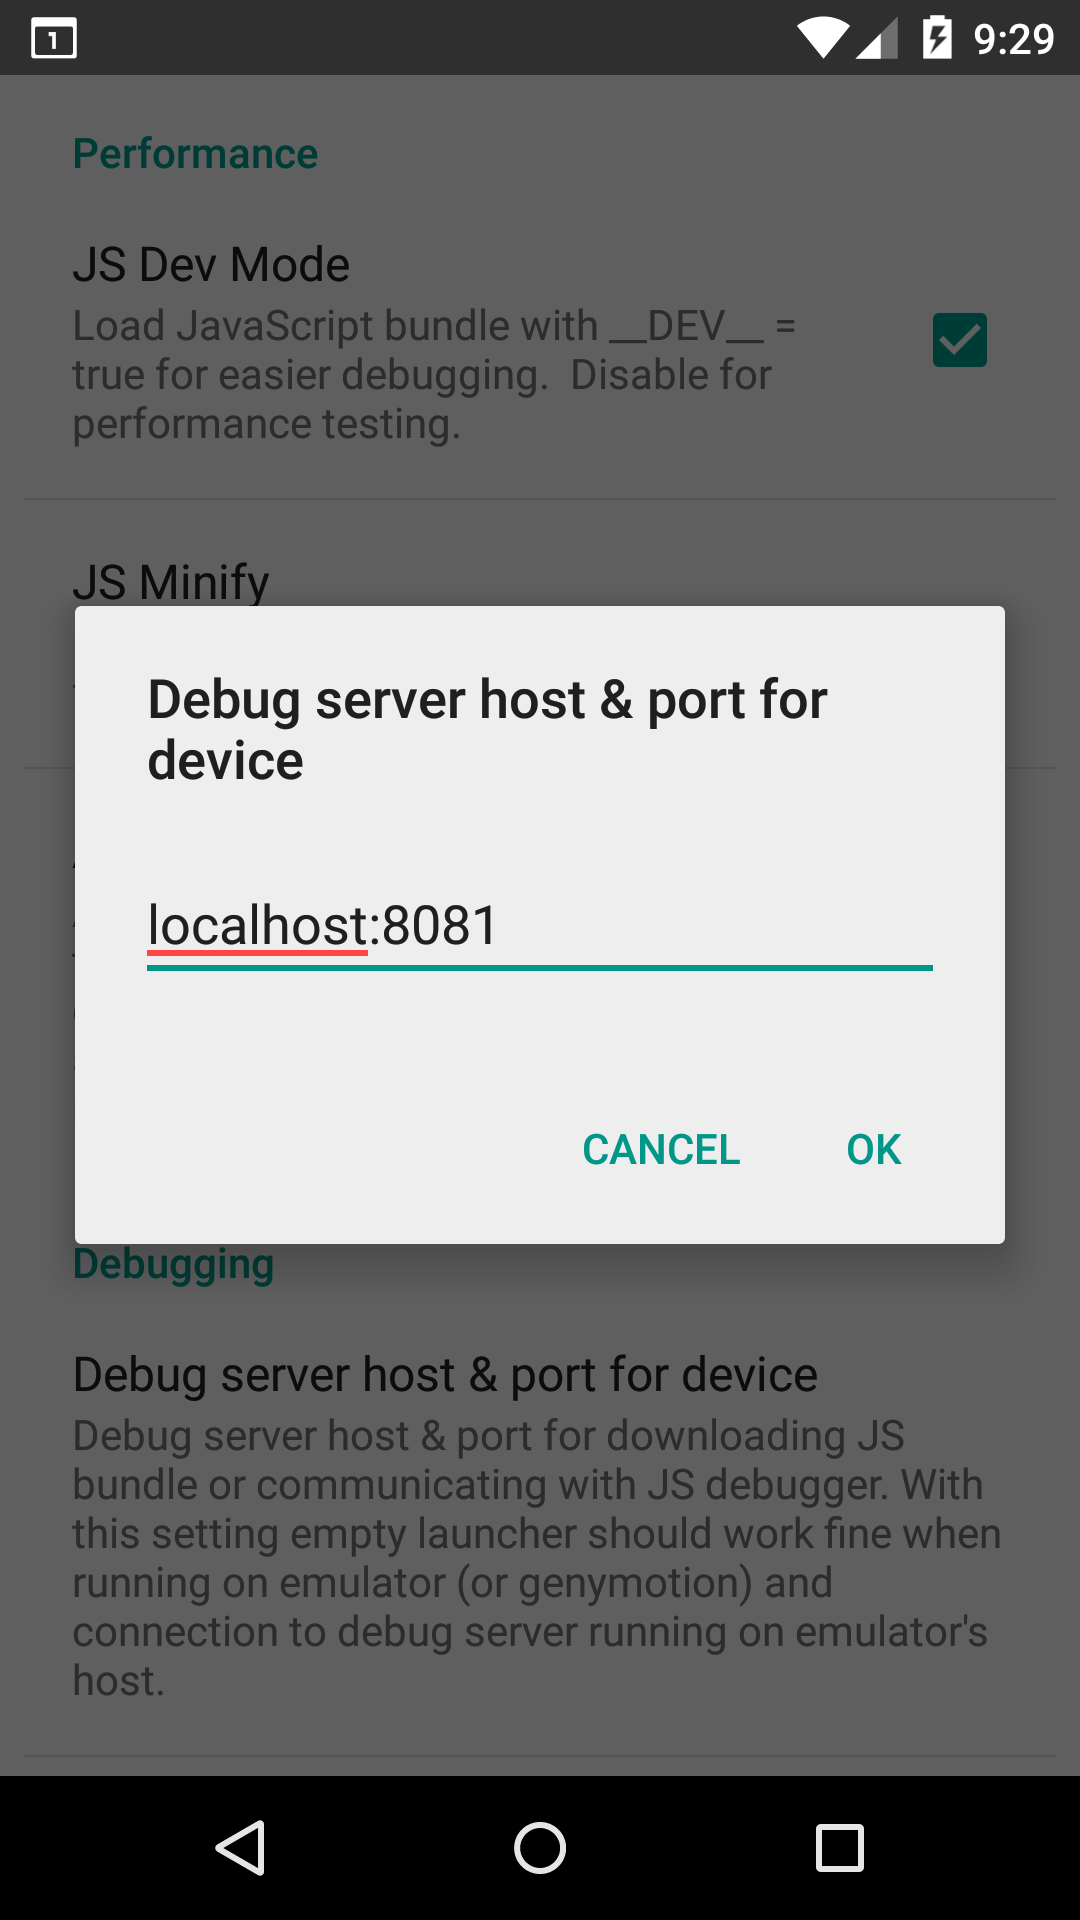 1 9:29
Performance
JS Dev Mode
Load JavaScript bundle with __DEV__ =
true for easier debugging.  Disable for
performance testing.
JS Minify
Debug server host & port for
device
localhost:8081
CANCEL OK
Debugging
Debug server host & port for device
Debug server host & port for downloading JS
bundle or communicating with JS debugger. With
this setting empty launcher should work fine when
running on emulator (or genymotion) and
connection to debug server running on emulator's
host.